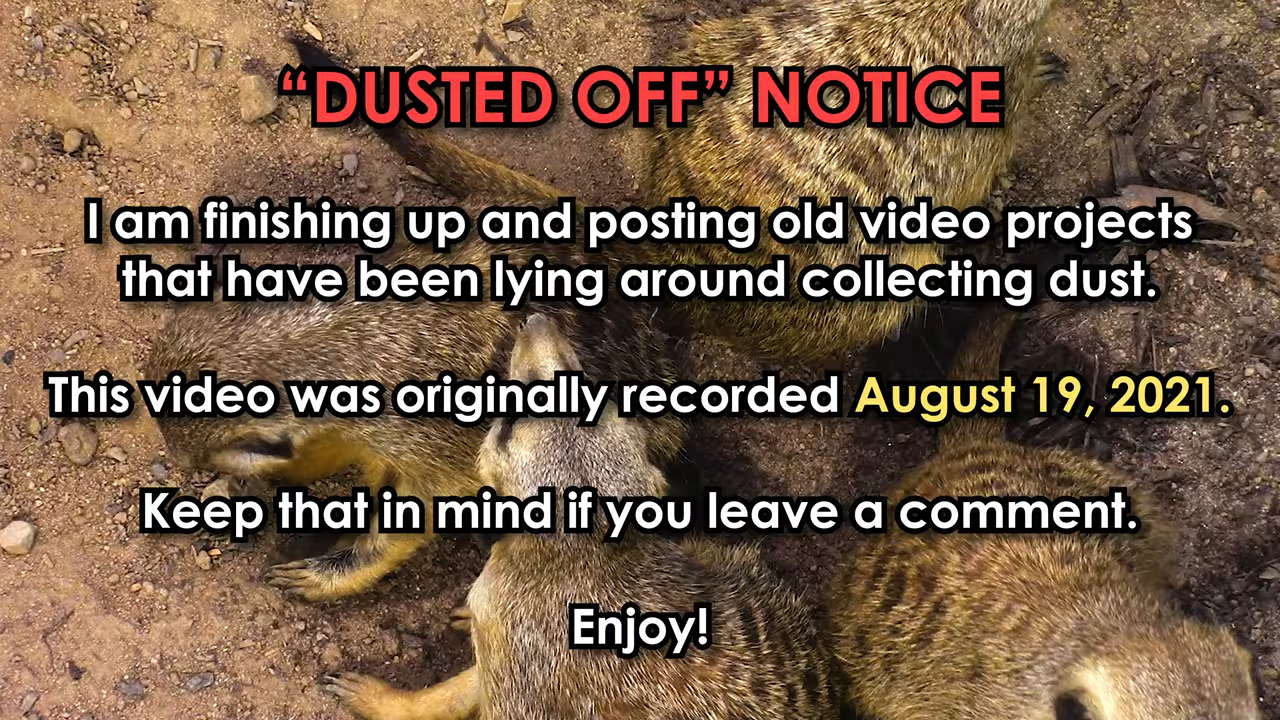 “DUSTED OFF” NOTICE
I am finishing up and posting old video projects
that have been lying around collecting dust.
This video was originally recorded August 19, 2021.
Keep that in mind if you leave a comment.
Enjoy!